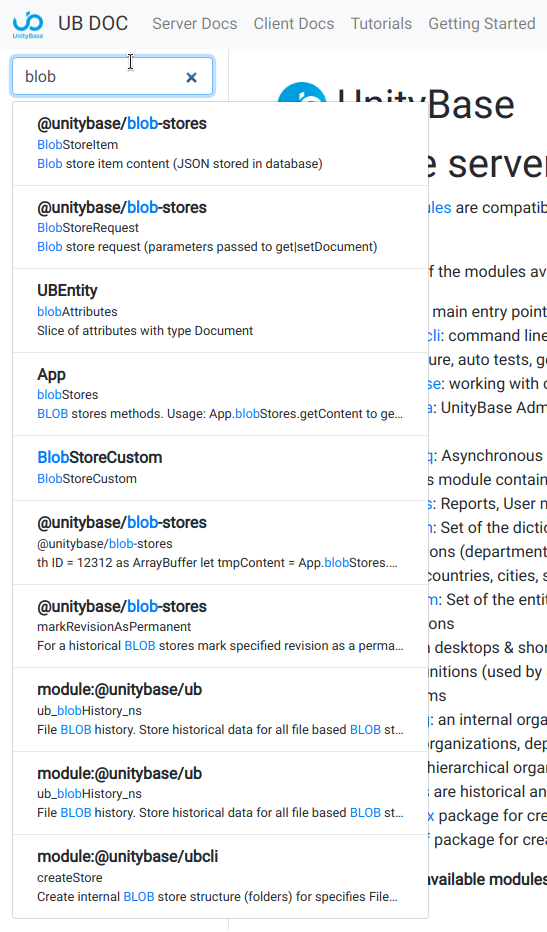 UnityBase
UB DOC
Server Docs
Client Docs
Tutorials
Getting Started
blob
UnityBase
e server
@unitybase/blob-stores
BlobStoreItem
Blob store item content (JSON stored in database)
@unitybase/blob-stores
BlobStoreRequest
Blob store request (parameters passed to get|setDocument)
UBEntity
blobAttributes
Slice of attributes with type Document
App
blobStores
BLOB stores methods. Usage: App.blobStores.getContent to ge...
BlobStoreCustom
BlobStoreCustom
@unitybase/blob-stores
@unitybase/blob-stores
th ID = 12312 as ArrayBuffer let tmpContent = App.blobStores....
@unitybase/blob-stores
markRevisionAsPermanent
For a historical BLOB stores mark specified revision as a perma...
module:@unitybase/ub
ub_blobHistory_ns
File BLOB history. Store historical data for all file based BLOB st...
module:@unitybase/ub
ub_blobHistory_ns
File BLOB history. Store historical data for all file based BLOB st...
module:@unitybase/ubcli
createStore
Create internal BLOB store structure (folders) for specifies File...
ules are compatib
of the modules av
main entry point
cli: command line
ure, auto tests, ge
se: working with c
a: UnityBase Adm
q: Asynchronous
s module contain
s: Reports, User m
n: Set of the dictio
ons (department
countries, cities, s
m: Set of the entit
ons
desktops & shor
nitions (used by
ms
g: an internal orga
organizations, dep
hierarchical organ
s are historical an
x package for cre
f package for crea
available modules